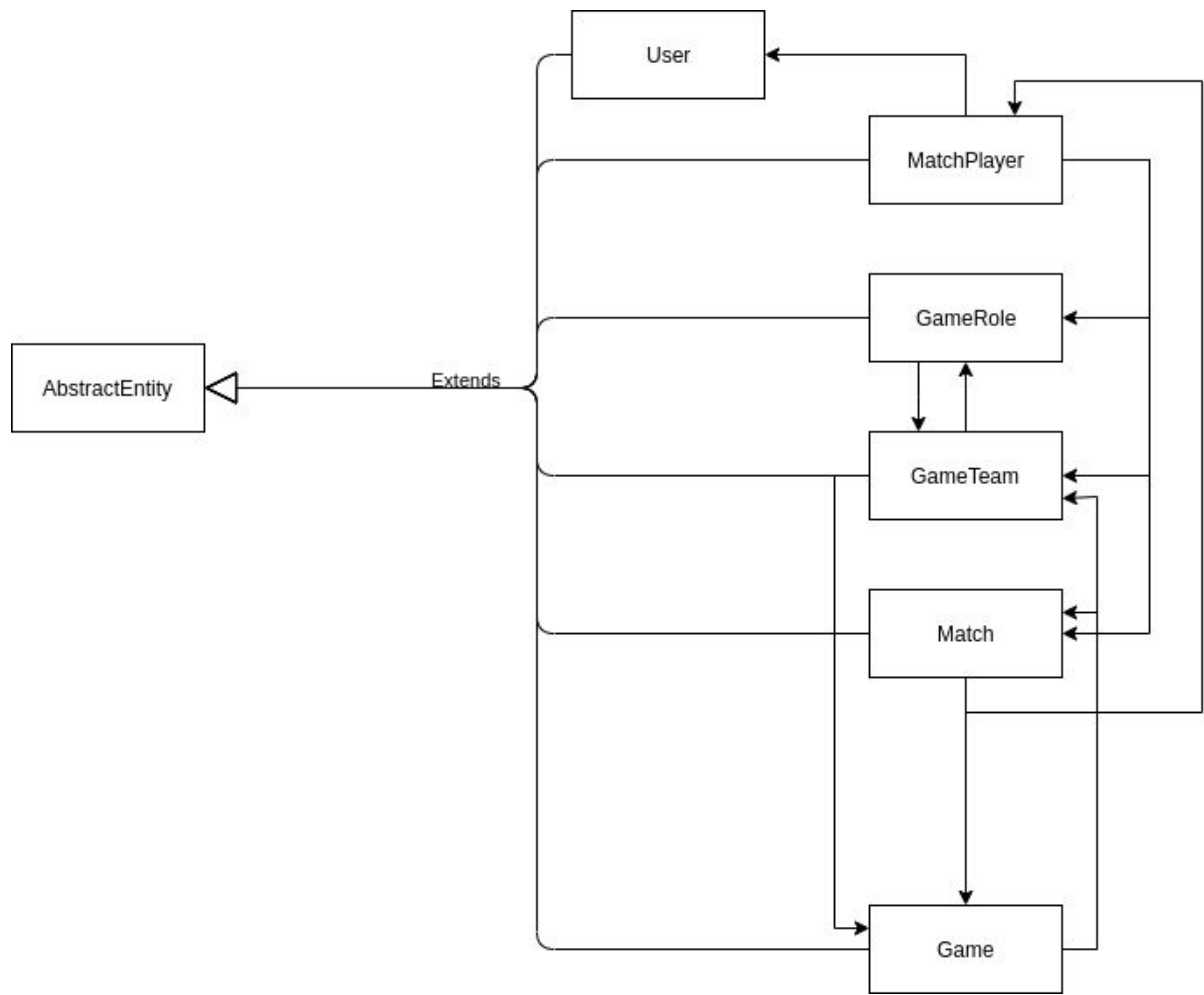 User
MatchPlayer
GameRole
AbstractEntity
Extends
GameTeam
Match
Game